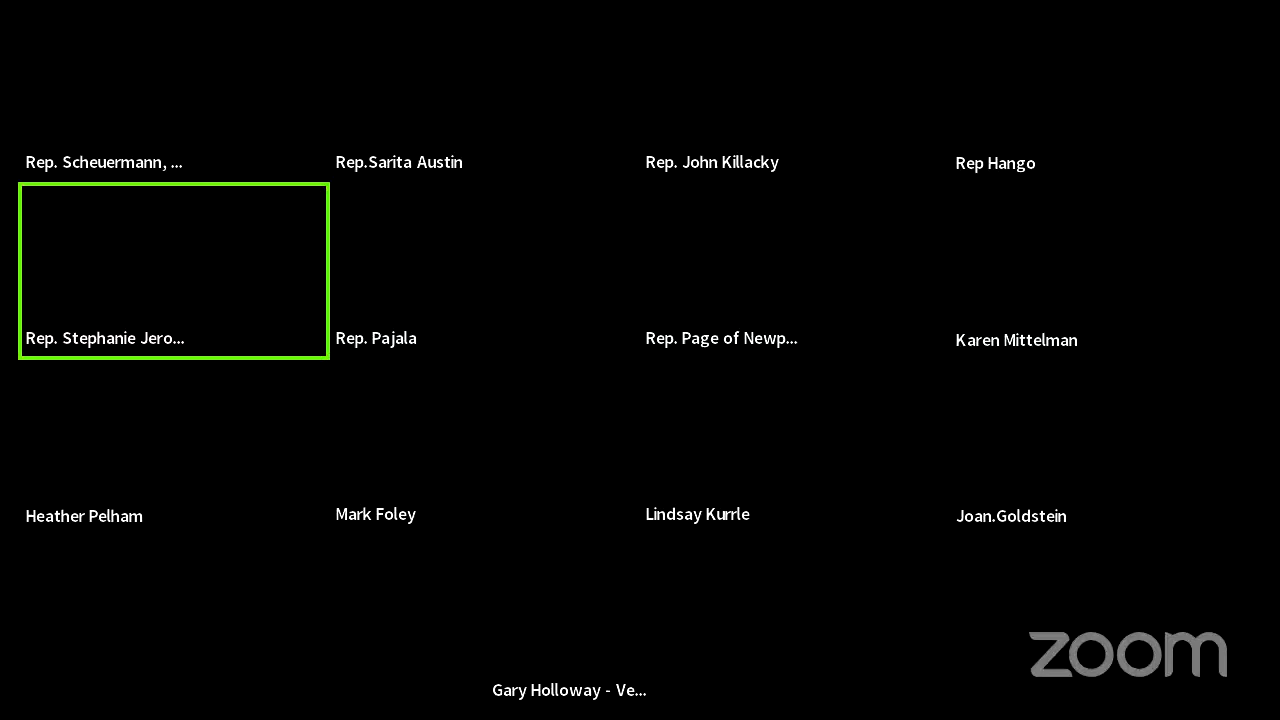 Rep. Scheuermann, ...
Rep.Sarita Austin
Rep. John Killacky
Rep Hango
Rep. Stephanie Jero...
Rep. Pajala
Rep. Page of Newp...
Karen Mittelman
Heather Pelham
Mark Foley
Lindsay Kurrle
Joan.Goldstein
Gary Holloway - Ve...
zoom